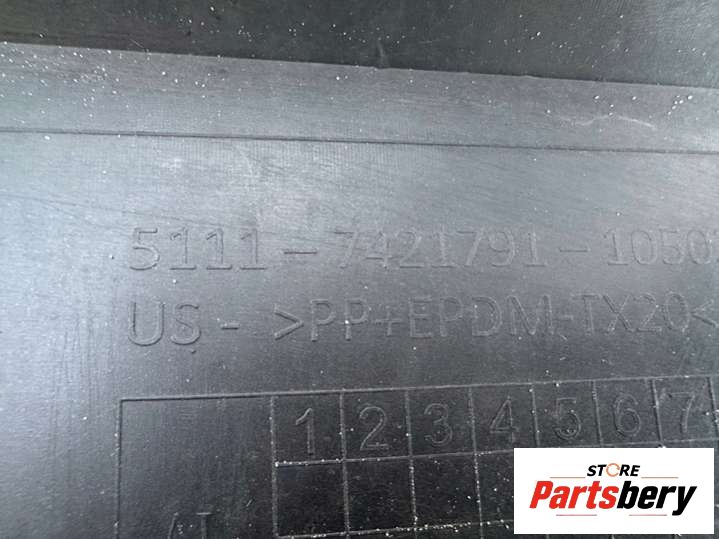 5111-7421791-1050
US- >PP+EPDM-TX20<
1 2 3 4 5 6 7
STORE
Partsbery